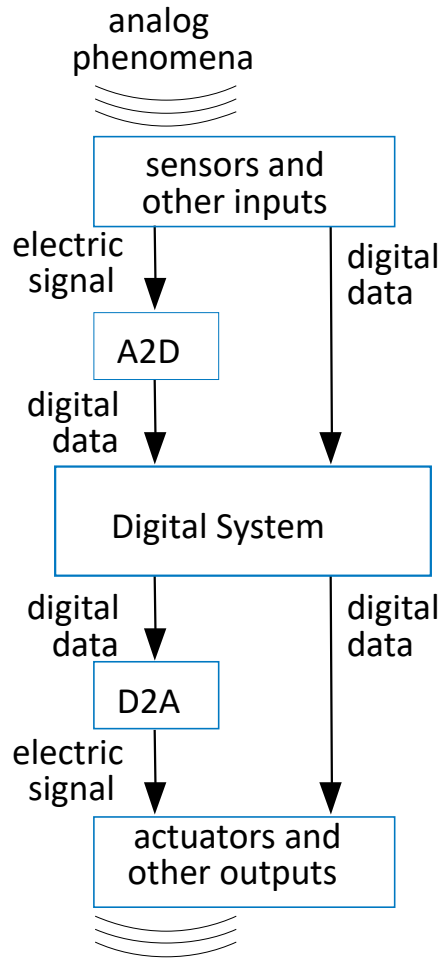 analog
phenomena
sensors and
other inputs
electric
signal
digital
data
A2D
digital
data
Digital System
digital
data
digital
data
D2A
electric
signal
actuators and
other outputs